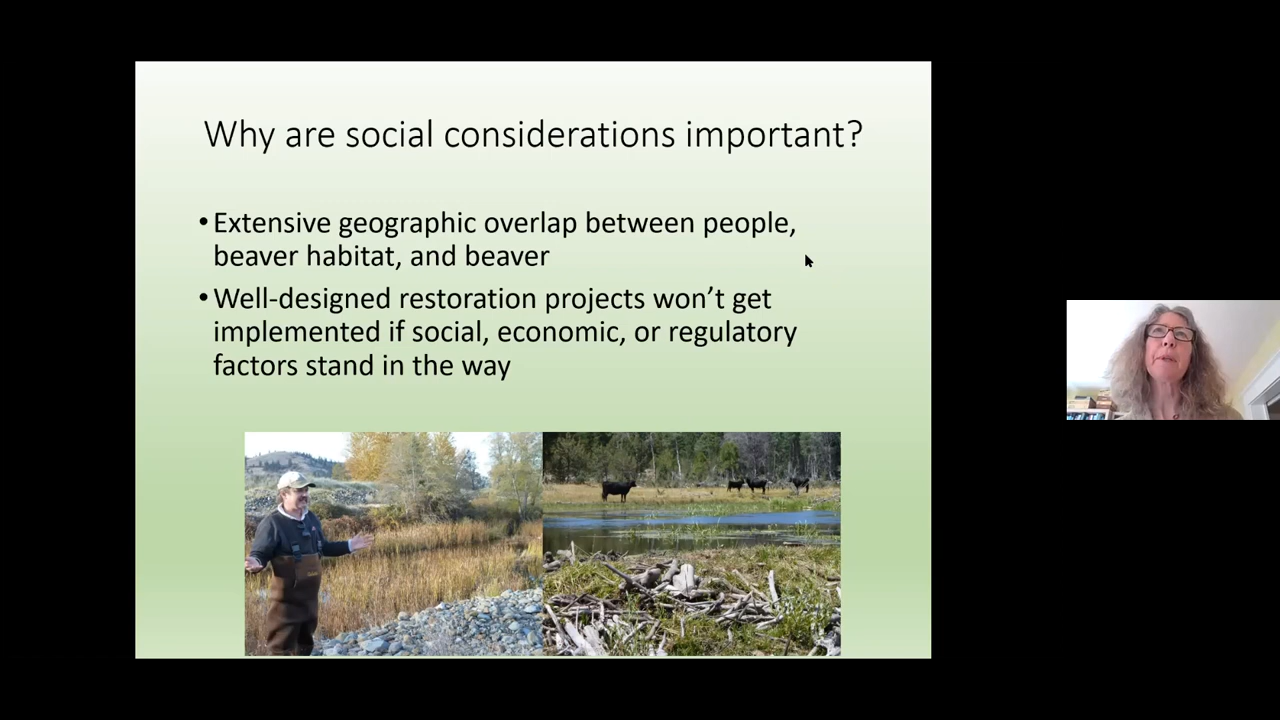 Why are social considerations important?
•Extensive geographic overlap between people,
beaver habitat, and beaver
•Well-designed restoration projects won’t get
implemented if social, economic, or regulatory
factors stand in the way